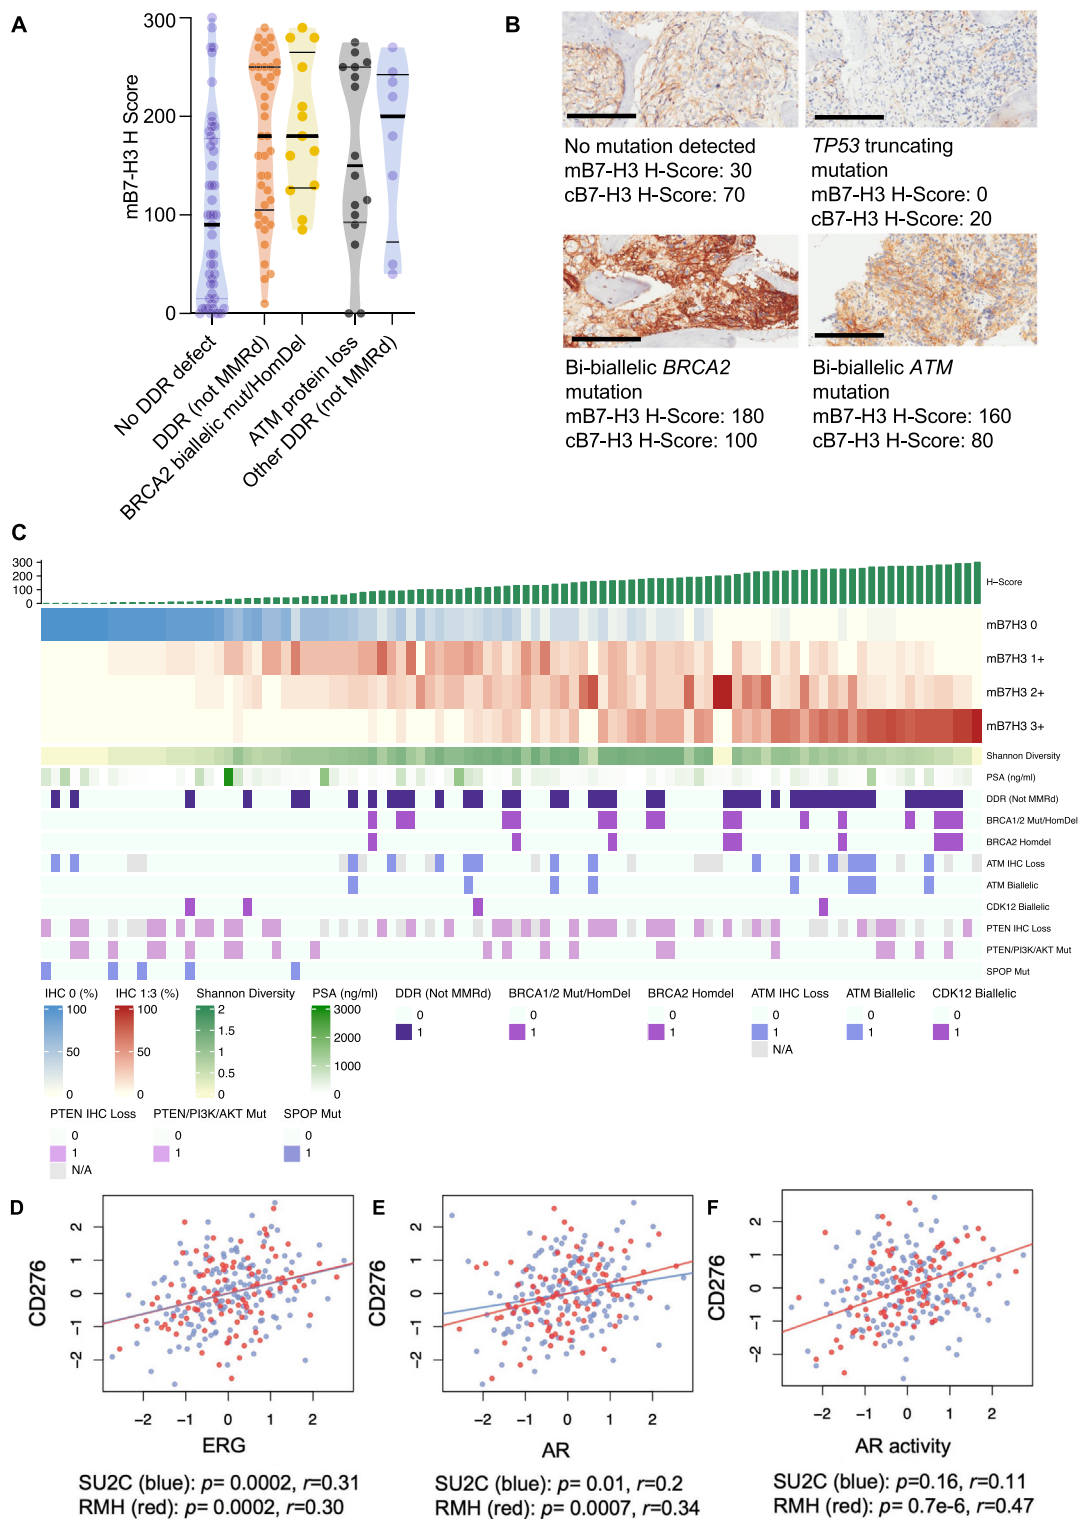 A
mB7-H3 H Score
300
200
100
0
No DDR defect
DDR (not MMRd)
BRCA2 biallelic mut/HomDel
ATM protein loss
Other DDR (not MMRd)
B
No mutation detected
mB7-H3 H-Score: 30
cB7-H3 H-Score: 70
TP53 truncating
mutation
mB7-H3 H-Score: 0
cB7-H3 H-Score: 20
Bi-biallelic BRCA2
mutation
mB7-H3 H-Score: 180
cB7-H3 H-Score: 100
Bi-biallelic ATM
mutation
mB7-H3 H-Score: 160
cB7-H3 H-Score: 80
C
300
200
100
0
H-Score
mB7H3 0
mB7H3 1+
mB7H3 2+
mB7H3 3+
Shannon Diversity
PSA (ng/ml)
DDR (Not MMRd)
BRCA1/2 Mut/HomDel
BRCA2 Homdel
ATM IHC Loss
ATM Biallelic
CDK12 Biallelic
PTEN IHC Loss
PTEN/PI3K/AKT Mut
SPOP Mut
IHC 0 (%)
100
50
0
IHC 1:3 (%)
100
50
0
Shannon Diversity
2
1.5
1
0.5
0
PSA (ng/ml)
3000
2000
1000
0
DDR (Not MMRd)
0
1
BRCA1/2 Mut/HomDel
0
1
BRCA2 Homdel
0
1
ATM IHC Loss
0
1
N/A
ATM Biallelic
0
1
CDK12 Biallelic
0
1
PTEN IHC Loss
0
1
N/A
PTEN/PI3K/AKT Mut
0
1
SPOP Mut
0
1
D
CD276
2
1
0
−1
−2
−2 −1 0 1 2
ERG
SU2C (blue): p= 0.0002, r=0.31
RMH (red): p= 0.0002, r=0.30
E
CD276
2
1
0
−1
−2
−2 −1 0 1 2
AR
SU2C (blue): p= 0.01, r=0.2
RMH (red): p= 0.0007, r=0.34
F
CD276
2
1
0
−1
−2
−2 −1 0 1 2
AR activity
SU2C (blue): p=0.16, r=0.11
RMH (red): p= 0.7e-6, r=0.47